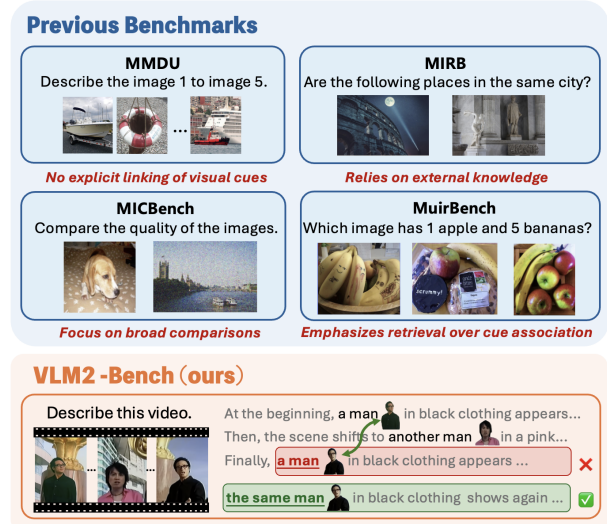 Previous Benchmarks
MMDU
Describe the image 1 to image 5.
...
No explicit linking of visual cues
MIRB
Are the following places in the same city?
Relies on external knowledge
MICBench
Compare the quality of the images.
Focus on broad comparisons
MuirBench
Which image has 1 apple and 5 bananas?
scrummy!
Emphasizes retrieval over cue association
VLM2 -Bench (ours)
Describe this video.
... ...
At the beginning, a man in black clothing appears...
Then, the scene shifts to another man in a pink...
Finally, a man in black clothing appears ...
the same man in black clothing shows again ...